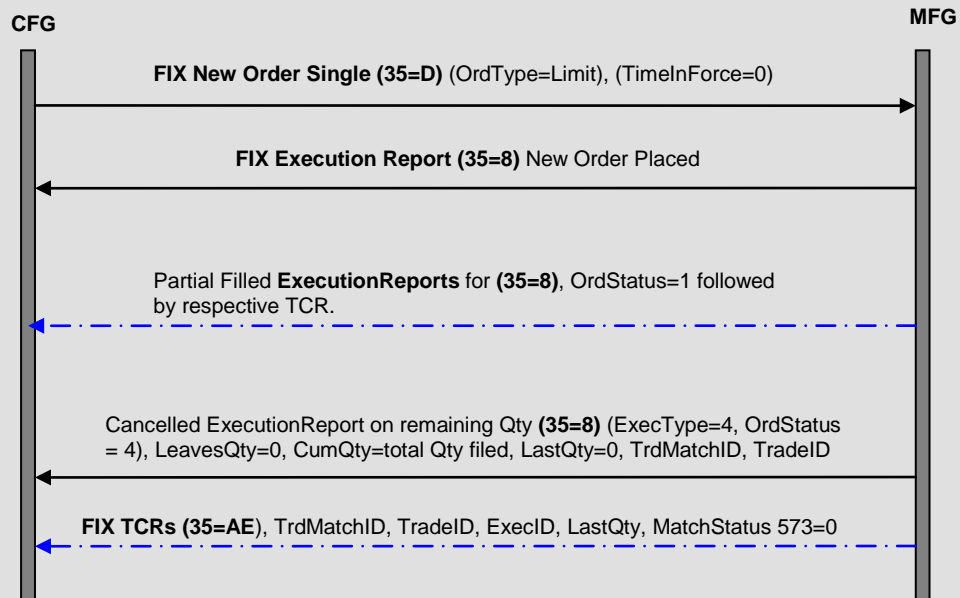 CFG
MFG
FIX New Order Single (35=D) (OrdType=Limit), (TimeInForce=0)
FIX Execution Report (35=8) New Order Placed
Partial Filled ExecutionReports for (35=8), OrdStatus=1 followed
by respective TCR.
Cancelled ExecutionReport on remaining Qty (35=8) (ExecType=4, OrdStatus
= 4), LeavesQty=0, CumQty=total Qty filed, LastQty=0, TrdMatchID, TradeID
FIX TCRs (35=AE), TrdMatchID, TradeID, ExecID, LastQty, MatchStatus 573=0